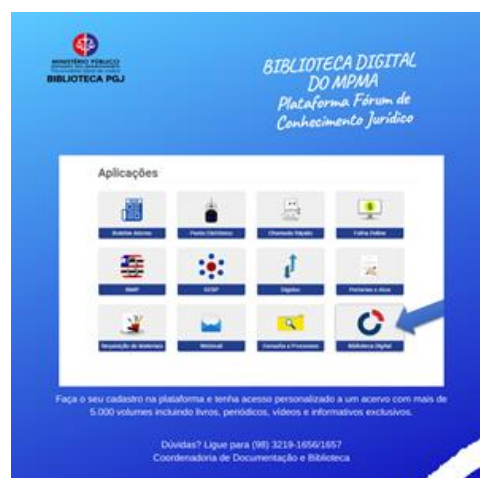 MINISTÉRIO PÚBLICO
BIBLIOTECA PGJ
BIBLIOTECA DIGITAL
DO MPMA
Plataforma Fórum de
Conhecimento Jurídico
Aplicações
Boletim Interno
Ponto Eletrônico
Chamado Rápido
Folha Online
SIMP
Digidoc
Portarias e Atos
Requisição de Materiais
Webmail
Consulta a Processos
Biblioteca Digital
Faça o seu cadastro na plataforma e tenha acesso personalizado a um acervo com mais de
5.000 volumes incluindo livros, periódicos, vídeos e informativos exclusivos.
Dúvidas? Ligue para (98) 3219-1656/1657
Coordenadoria de Documentação e Biblioteca